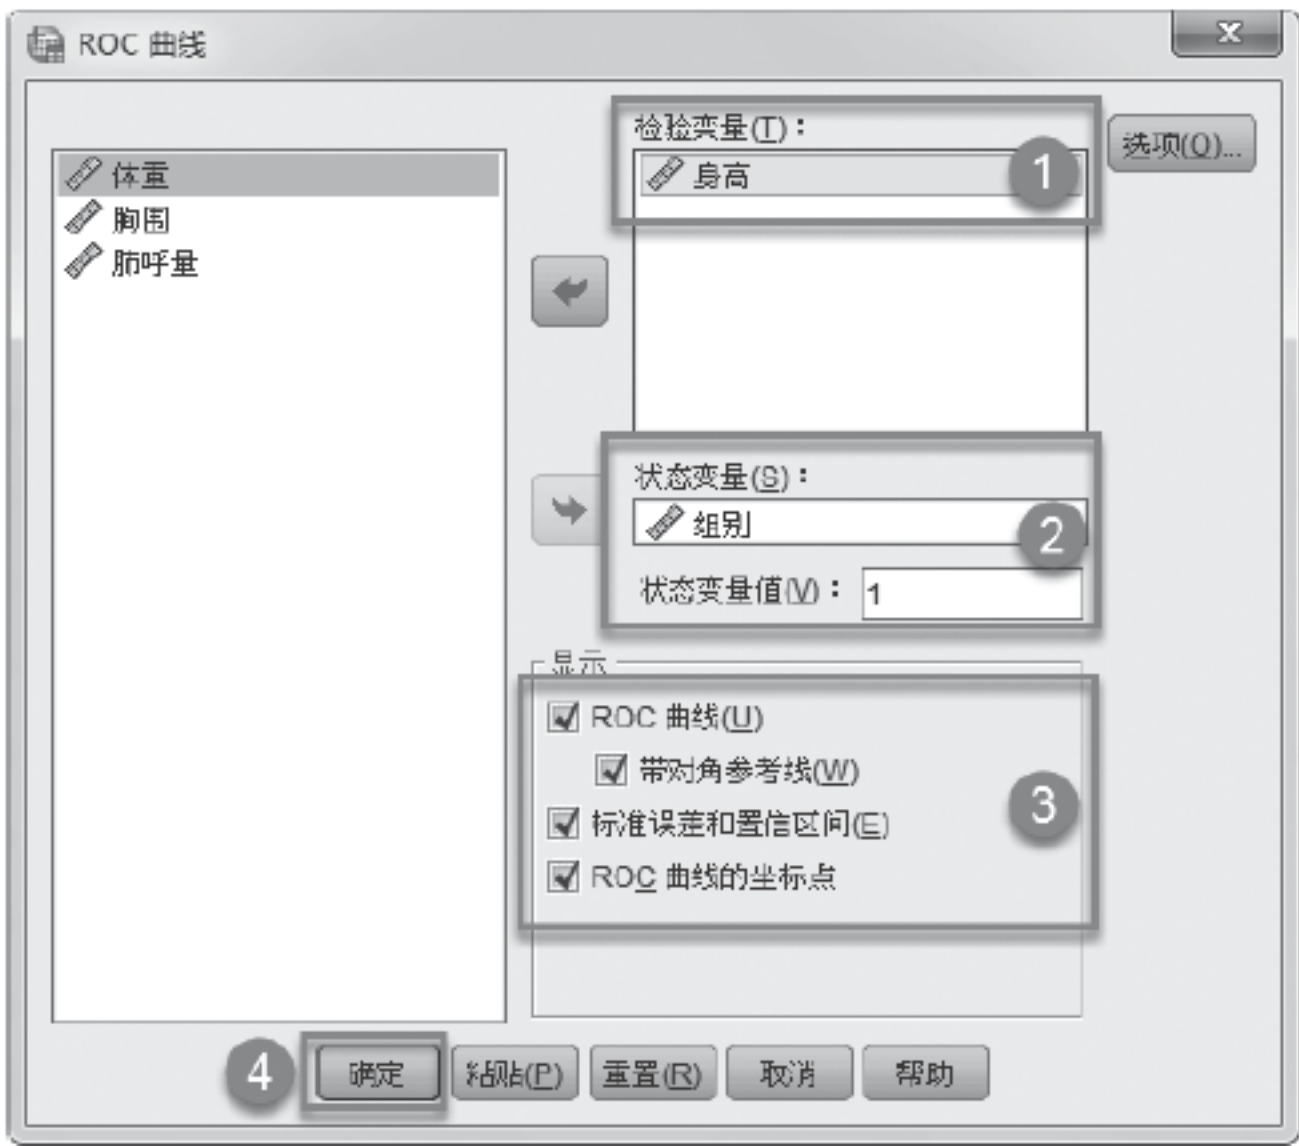 ROC 曲线
x
检验变量(T)：
选项(O)...
体重
胸围
肺呼量
身高
1
状态变量(S)：
组别
2
状态变量值(V)：
1
显示
ROC 曲线(U)
带对角参考线(W)
标准误差和置信区间(E)
ROC 曲线的坐标点
3
4
确定
粘贴(P)
重置(R)
取消
帮助